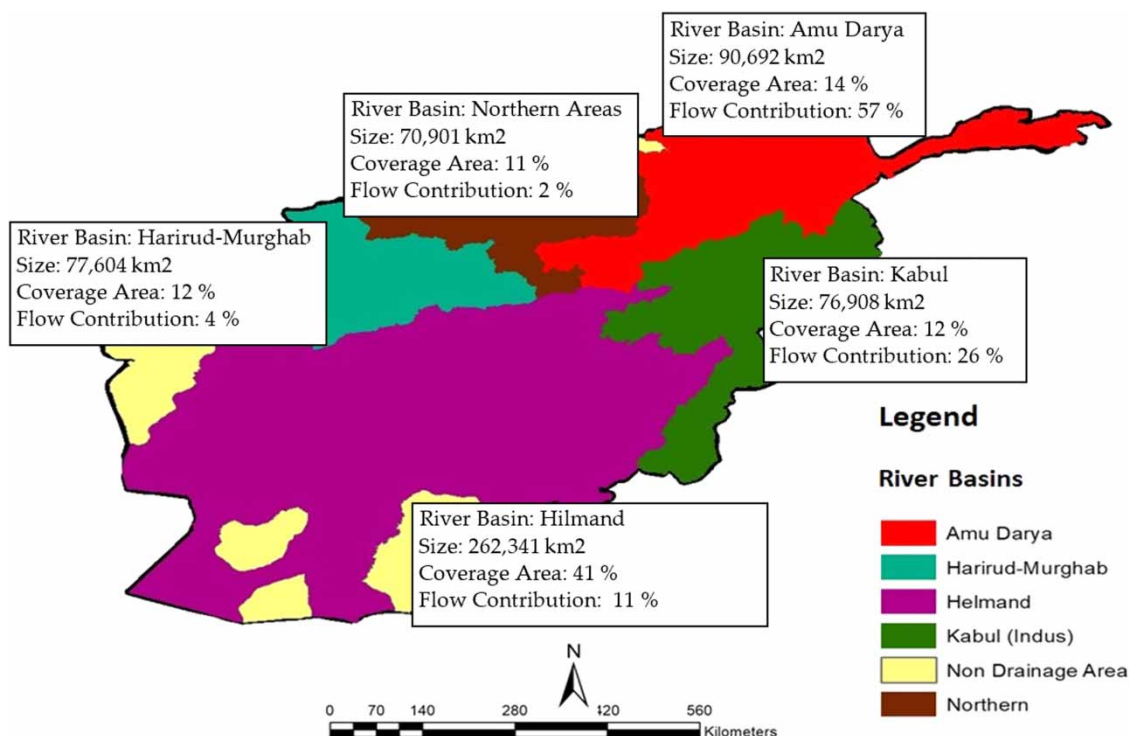 River Basin: Amu Darya
Size: 90,692 km2
Coverage Area: 14 %
Flow Contribution: 57 %
River Basin: Northern Areas
Size: 70,901 km2
Coverage Area: 11 %
Flow Contribution: 2 %
River Basin: Harirud-Murghab
Size: 77,604 km2
Coverage Area: 12 %
Flow Contribution: 4 %
River Basin: Kabul
Size: 76,908 km2
Coverage Area: 12 %
Flow Contribution: 26 %
River Basin: Hilmand
Size: 262,341 km2
Coverage Area: 41 %
Flow Contribution: 11 %
Legend
River Basins
Amu Darya
Harirud-Murghab
Helmand
Kabul (Indus)
Non Drainage Area
Northern
N
0 70 140 280 420 560
Kilometers